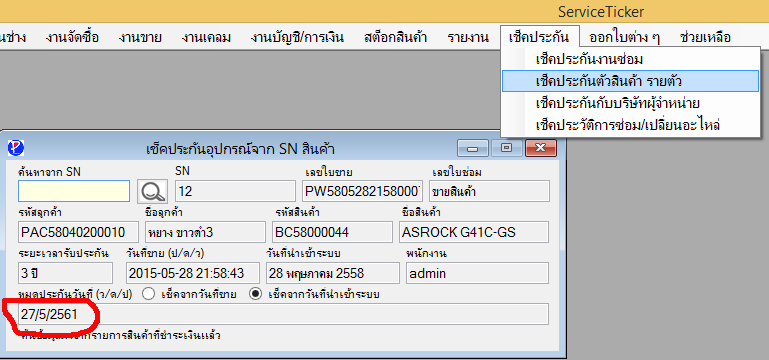 ServiceTicker
นช่าง งานจัดซื้อ งานขาย งานเคลม งานบัญชี/การเงิน สต็อกสินค้า รายงาน เช็คประกัน ออกใบต่าง ๆ ช่วยเหลือ
เช็คประกันงานซ่อม
เช็คประกันตัวสินค้า รายตัว
เช็คประกันกับบริษัทผู้จำหน่าย
เช็คประวัติการซ่อม/เปลี่ยนอะไหล่
เช็คประกันอุปกรณ์จาก SN สินค้า
ค้นหาจาก SN SN เลขใบขาย เลขใบซ่อม
12 PW5805282158000 ขายสินค้า
รหัสลูกค้า ชื่อลูกค้า รหัสสินค้า ชื่อสินค้า
PAC58040200010 หยาง ขาวดำ3 BC58000044 ASROCK G41C-GS
ระยะเวลารับประกัน วันที่ขาย (ป/ด/ว) วันที่นำเข้าระบบ พนักงาน
3 ปี 2015-05-28 21:58:43 28 พฤษภาคม 2558 admin
หมดประกันวันที่ (ว/ด/ป) เช็คจากวันที่ขาย เช็คจากวันที่นำเข้าระบบ
27/5/2561
จากรายการสินค้าที่ชำระเงินแล้ว